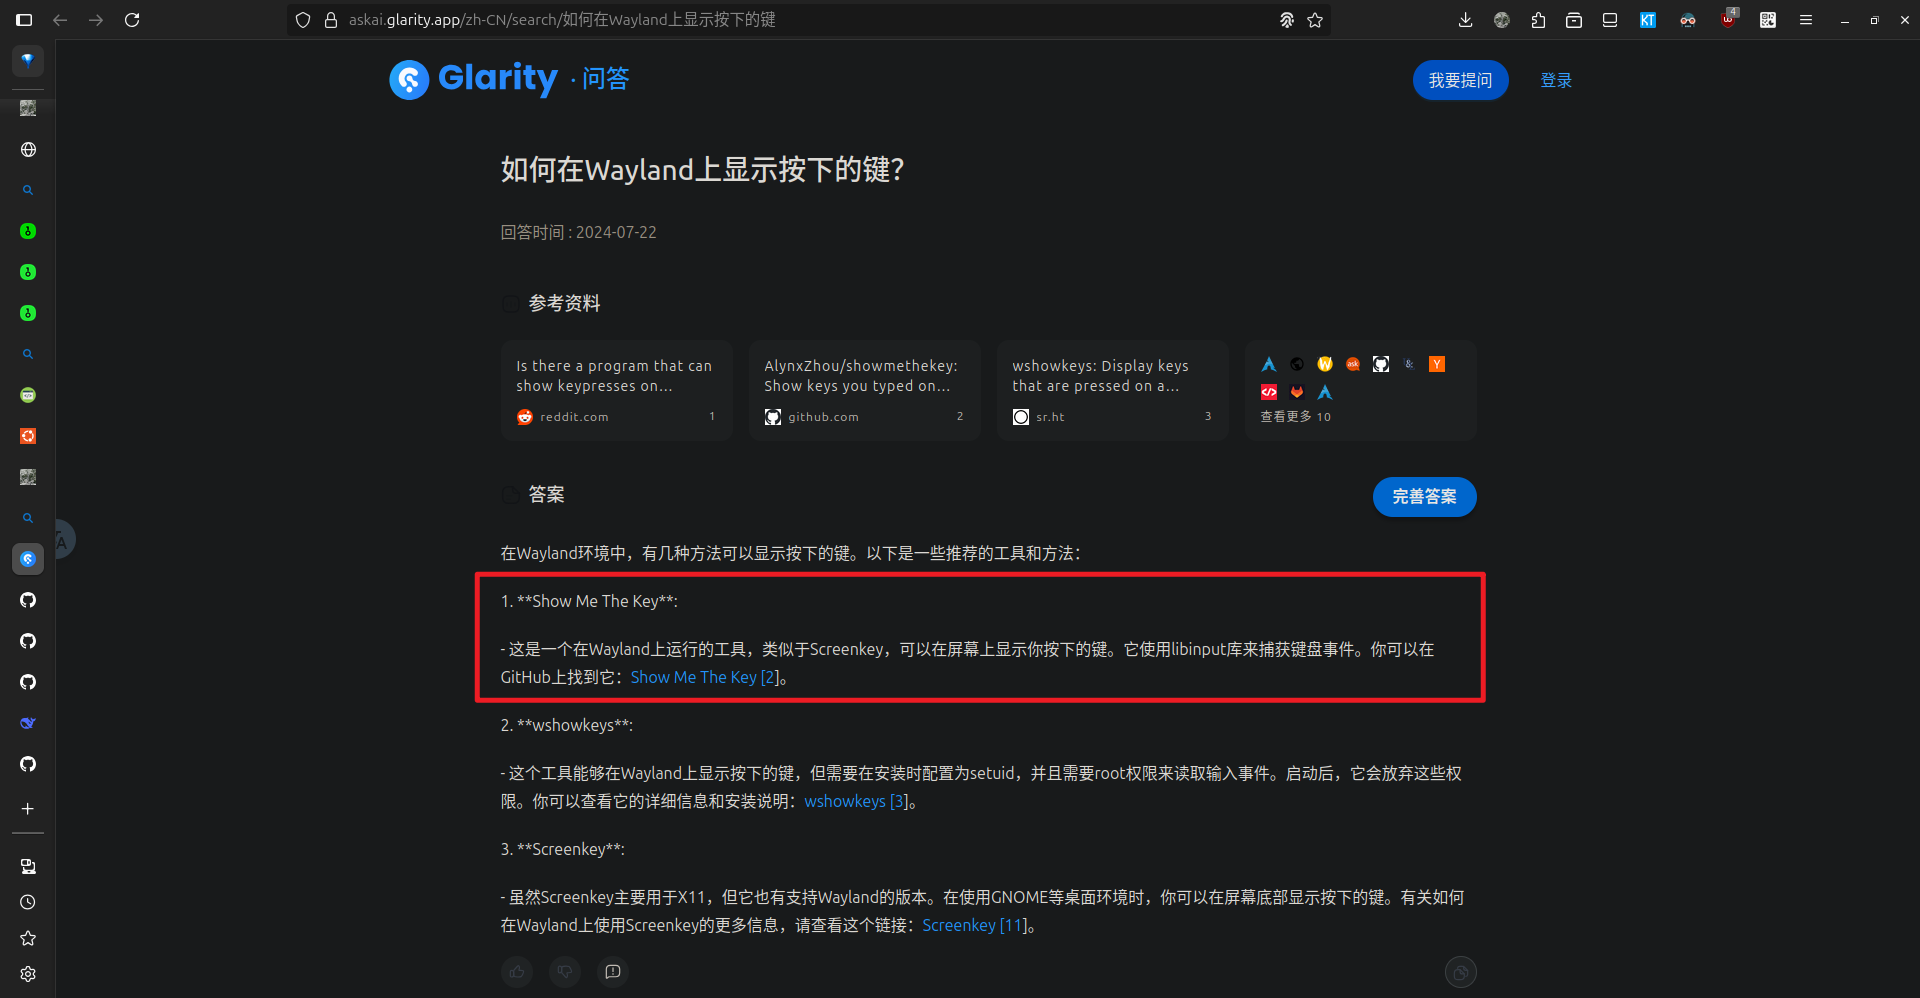 askai.glarity.app/zh-CN/search/如何在Wayland上显示按下的键
KT
4
Glarity · 问答
我要提问
登录
如何在Wayland上显示按下的键？
回答时间 : 2024-07-22
参考资料
Is there a program that can
show keypresses on...
reddit.com 1
AlynxZhou/showmethekey:
Show keys you typed on...
github.com 2
wshowkeys: Display keys
that are pressed on a...
sr.ht 3
ask
Y
查看更多 10
答案
完善答案
A
在Wayland环境中，有几种方法可以显示按下的键。以下是一些推荐的工具和方法：
1. **Show Me The Key**:
- 这是一个在Wayland上运行的工具，类似于Screenkey，可以在屏幕上显示你按下的键。它使用libinput库来捕获键盘事件。你可以在
GitHub上找到它：Show Me The Key [2]。
2. **wshowkeys**:
- 这个工具能够在Wayland上显示按下的键，但需要在安装时配置为setuid，并且需要root权限来读取输入事件。启动后，它会放弃这些权
限。你可以查看它的详细信息和安装说明：wshowkeys [3]。
3. **Screenkey**:
- 虽然Screenkey主要用于X11，但它也有支持Wayland的版本。在使用GNOME等桌面环境时，你可以在屏幕底部显示按下的键。有关如何
在Wayland上使用Screenkey的更多信息，请查看这个链接：Screenkey [11]。